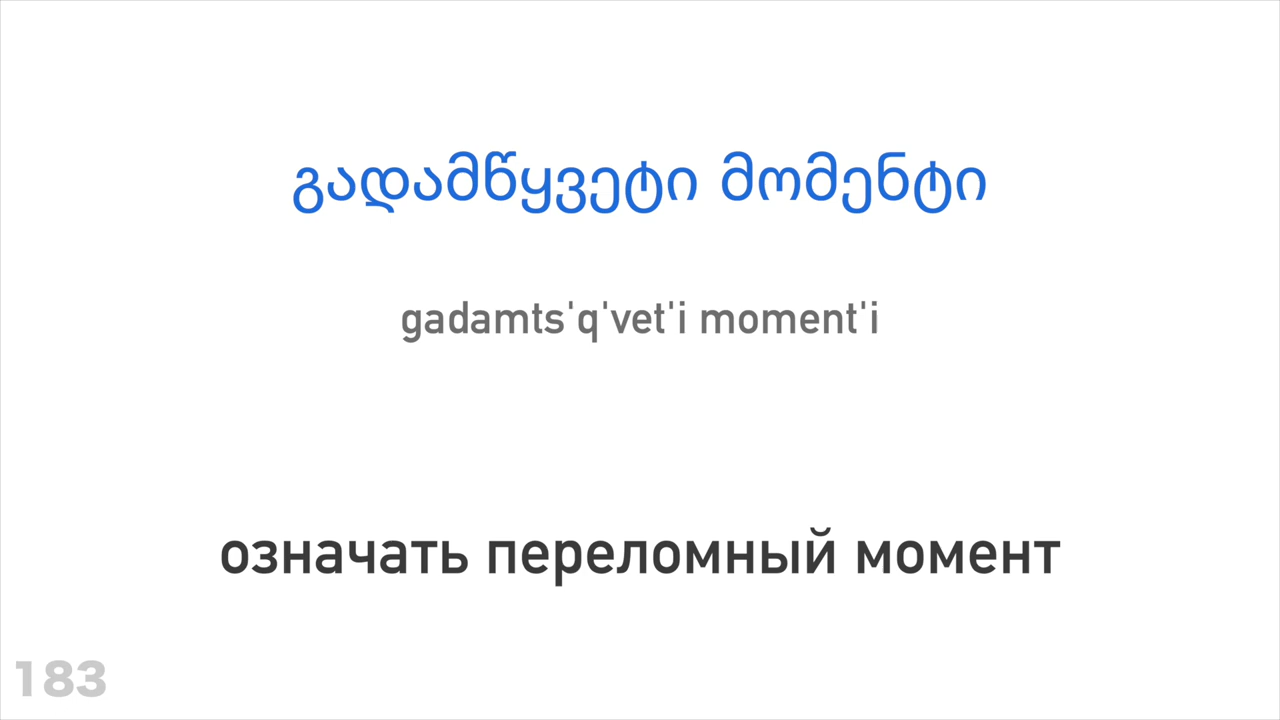 გადამწყვეტი მომენტი
gadamts'q'vet'i moment'i
означать переломный момент
183